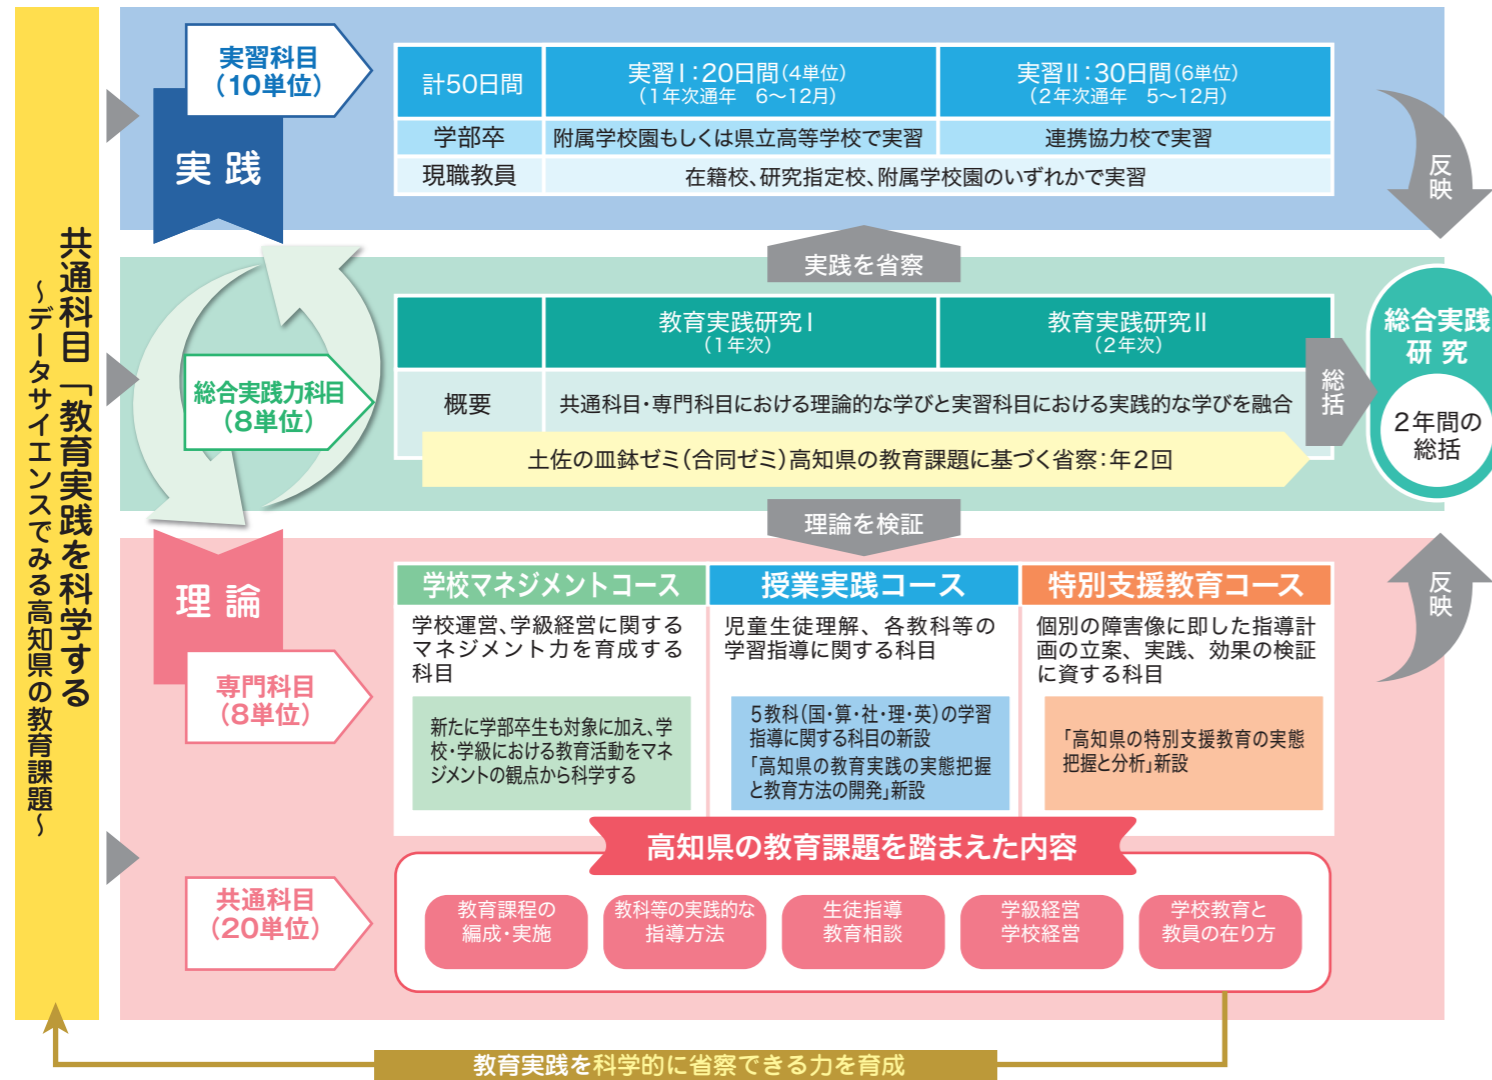 共通科目「教育実践を科学する
～データサイエンスでみる高知県の教育課題～
実習科目
（10単位）
実践
計50日間
実習Ⅰ：20日間（4単位）
（1年次通年　6～12月）
実習Ⅱ：30日間（6単位）
（2年次通年　5～12月）
学部卒
附属学校園もしくは県立高等学校で実習
連携協力校で実習
現職教員
在籍校、研究指定校、附属学校園のいずれかで実習
反映
実践を省察
総合実践力科目
（8単位）
教育実践研究Ⅰ
（1年次）
教育実践研究Ⅱ
（2年次）
概要
共通科目・専門科目における理論的な学びと実習科目における実践的な学びを融合
土佐の皿鉢ゼミ（合同ゼミ）高知県の教育課題に基づく省察：年2回
総括
総合実践
研究
2年間の
総括
理論を検証
理論
専門科目
（8単位）
学校マネジメントコース
学校運営、学級経営に関する
マネジメント力を育成する
科目
新たに学部卒生も対象に加え、学
校・学級における教育活動をマネ
ジメントの観点から科学する
授業実践コース
児童生徒理解、各教科等の
学習指導に関する科目
5教科（国・算・社・理・英）の学習
指導に関する科目の新設
「高知県の教育実践の実態把握
と教育方法の開発」新設
特別支援教育コース
個別の障害像に即した指導計
画の立案、実践、効果の検証
に資する科目
「高知県の特別支援教育の実態
把握と分析」新設
反映
高知県の教育課題を踏まえた内容
共通科目
（20単位）
教育課程の
編成・実施
教科等の実践的な
指導方法
生徒指導
教育相談
学級経営
学校経営
学校教育と
教員の在り方
教育実践を科学的に省察できる力を育成